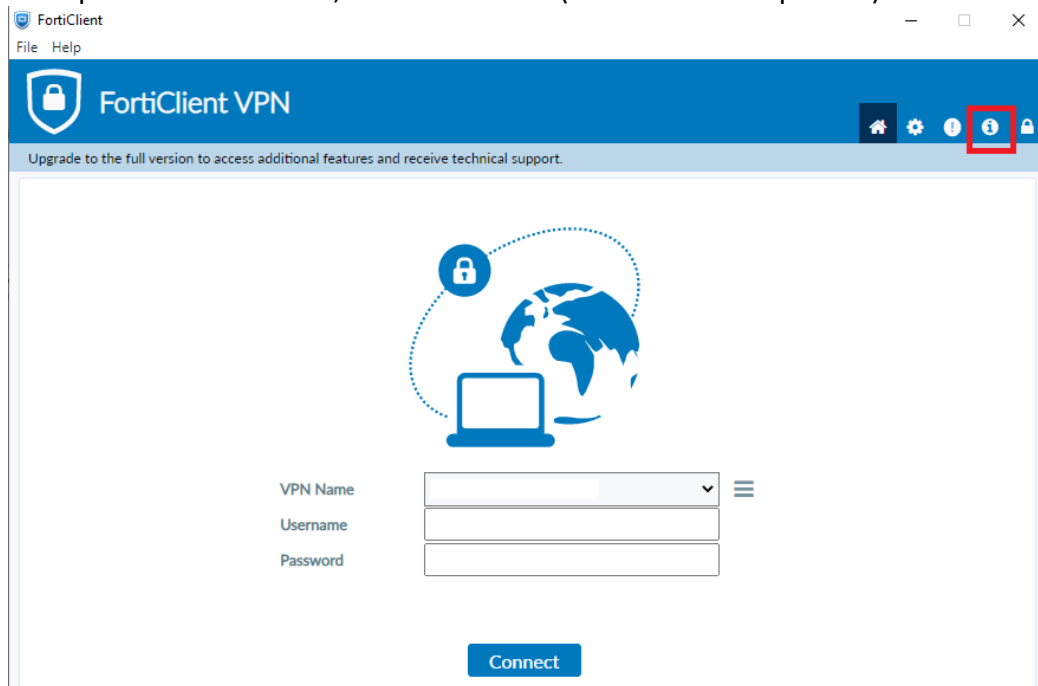 FortiClient
File Help
FortiClient VPN
Upgrade to the full version to access additional features and receive technical support.
VPN Name
Username
Password
Connect